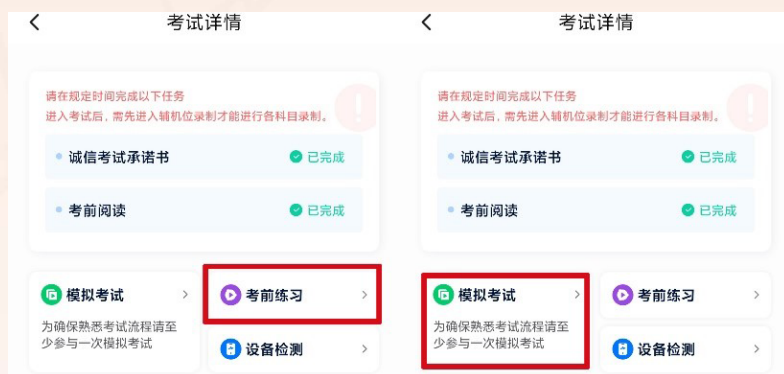 考试详情
请在规定时间完成以下任务
进入考试后，需先进入辅机位录制才能进行各科目录制。
诚信考试承诺书
已完成
考前阅读
已完成
模拟考试
为确保熟悉考试流程请至
少参与一次模拟考试
考前练习
设备检测
考试详情
请在规定时间完成以下任务
进入考试后，需先进入辅机位录制才能进行各科目录制。
诚信考试承诺书
已完成
考前阅读
已完成
模拟考试
为确保熟悉考试流程请至
少参与一次模拟考试
考前练习
设备检测